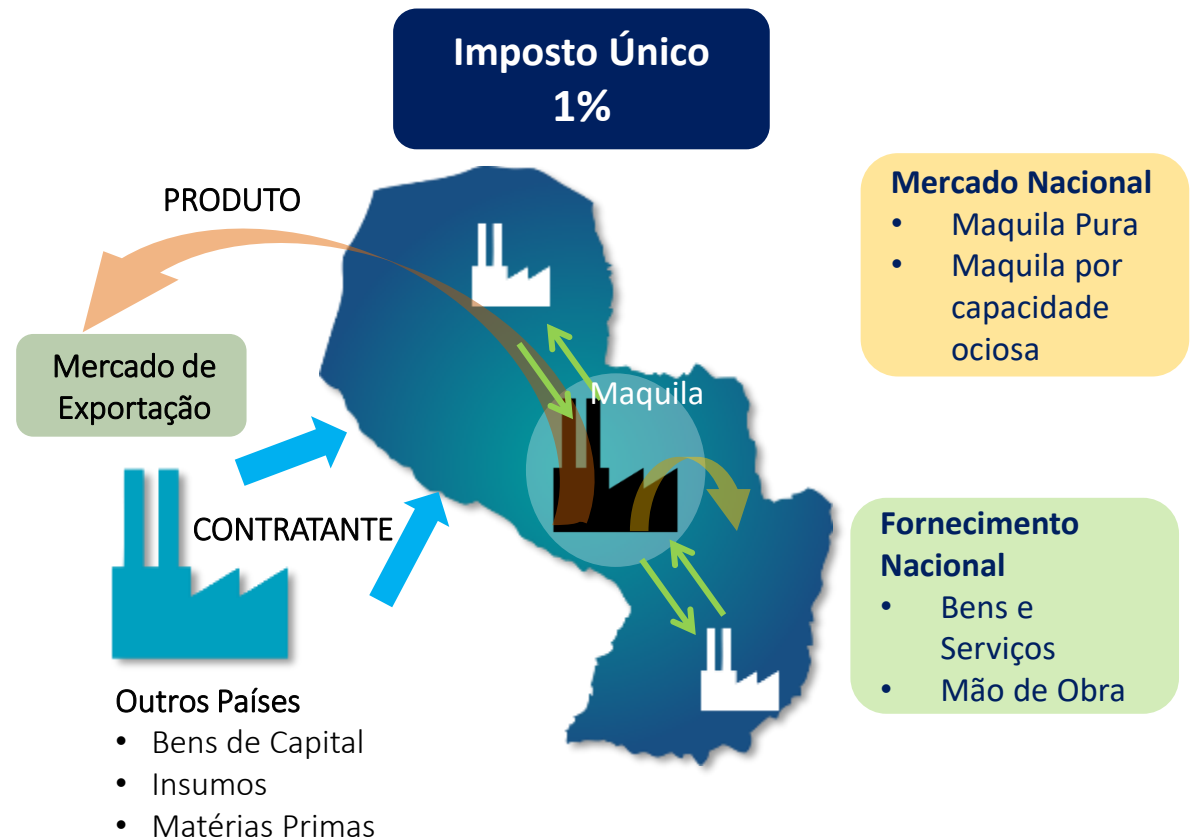 Imposto Único
1%
PRODUTO
Mercado de
Exportação
Maquila
CONTRATANTE
Outros Países
• Bens de Capital
• Insumos
• Matérias Primas
Mercado Nacional
• Maquila Pura
• Maquila por
capacidade
ociosa
Fornecimento
Nacional
• Bens e
Serviços
• Mão de Obra